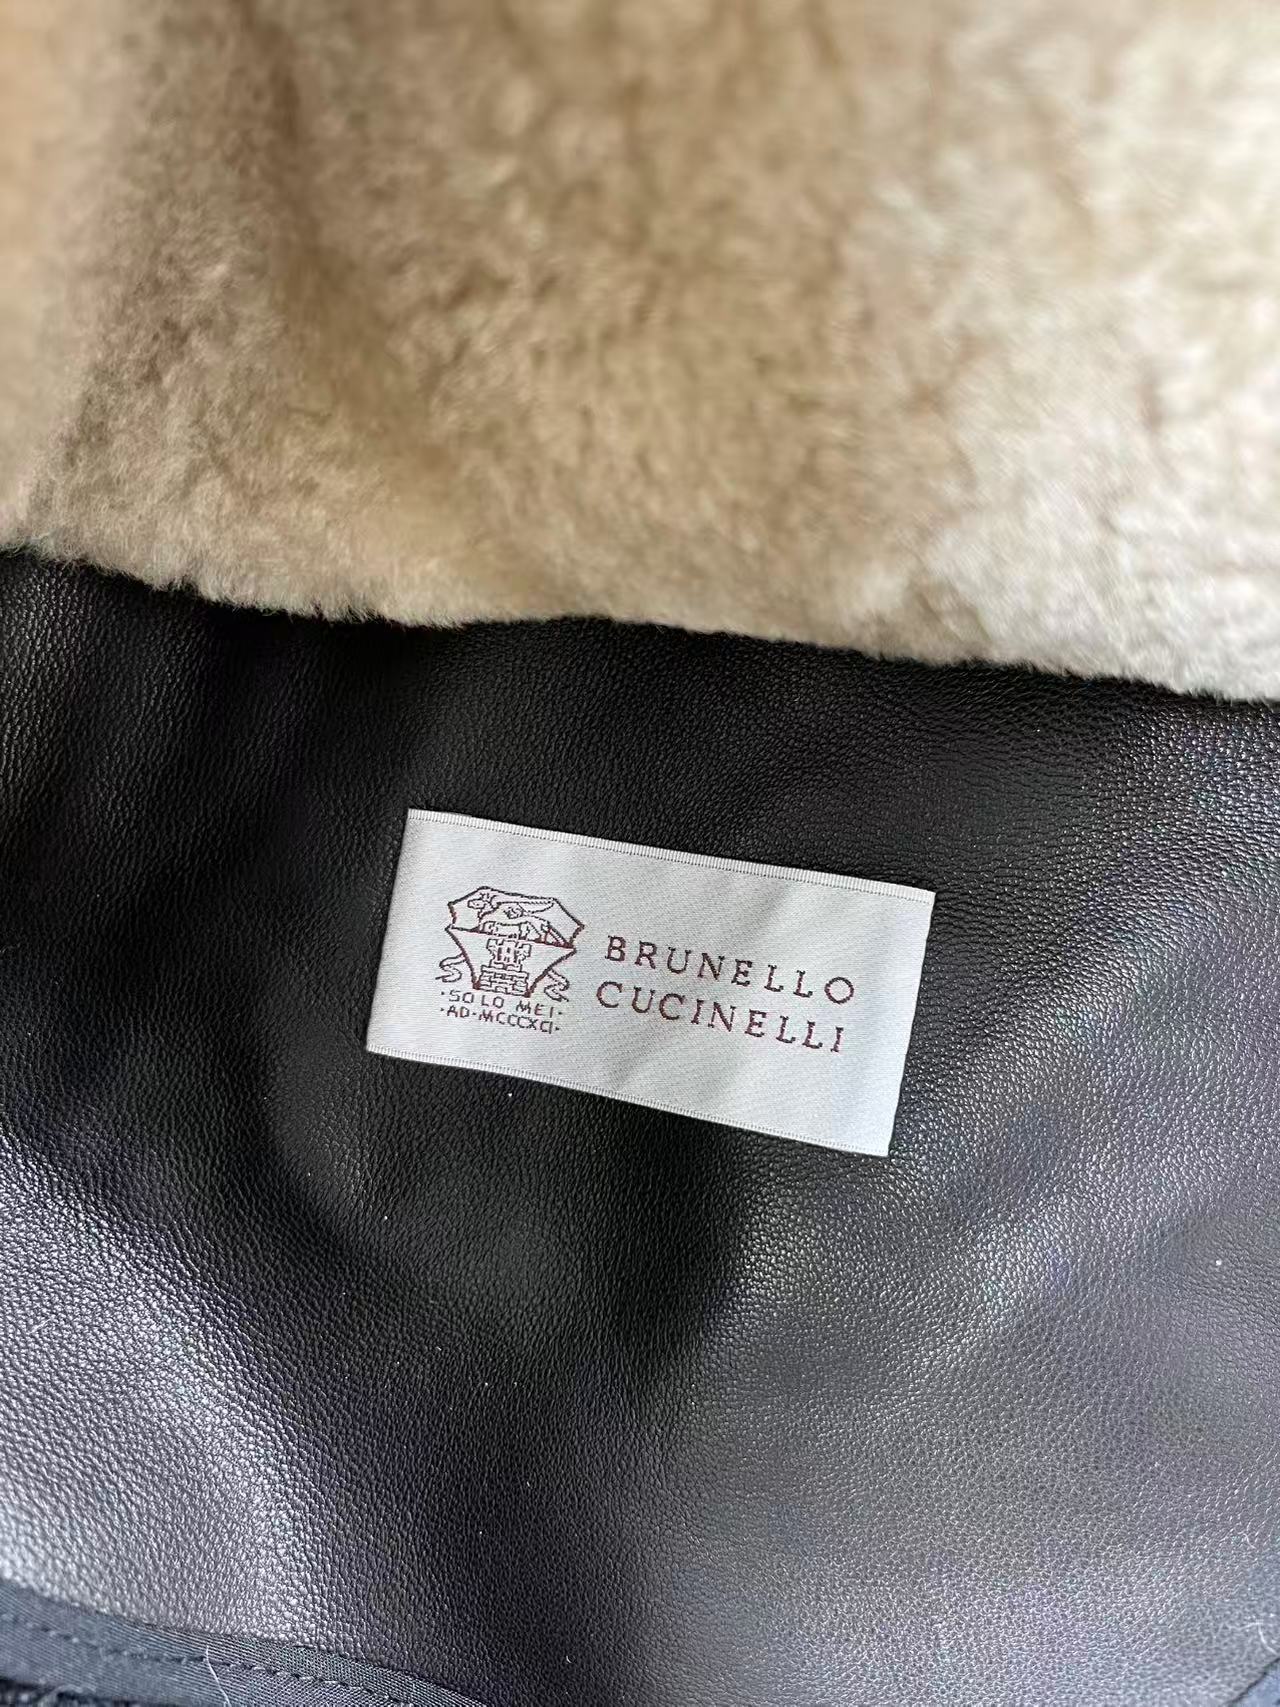 BRUNELLO
CUCINELLI
·SOLO MEI·
·AD·MCCCXCI·